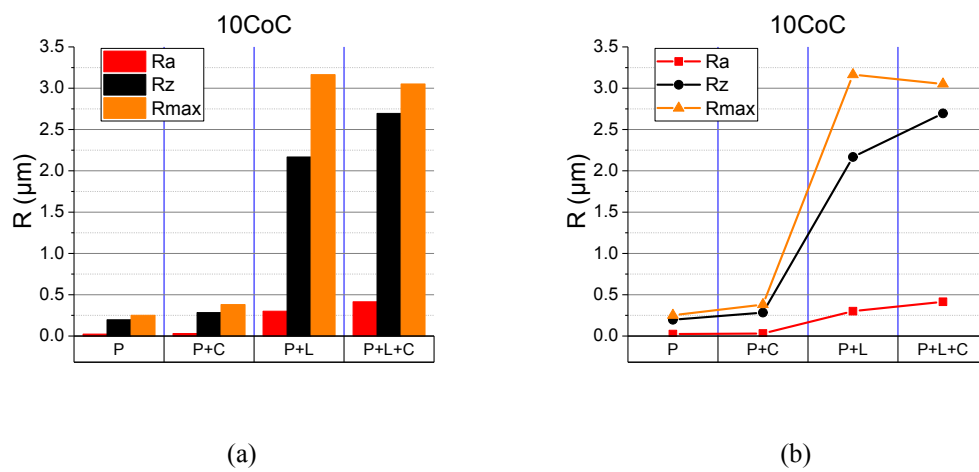 10CoC
R (µm)
3.5
3.0
2.5
2.0
1.5
1.0
0.5
0.0
Ra
Rz
Rmax
P P+C P+L P+L+C
(a)
10CoC
R (µm)
3.5
3.0
2.5
2.0
1.5
1.0
0.5
0.0
Ra
Rz
Rmax
P P+C P+L P+L+C
(b)